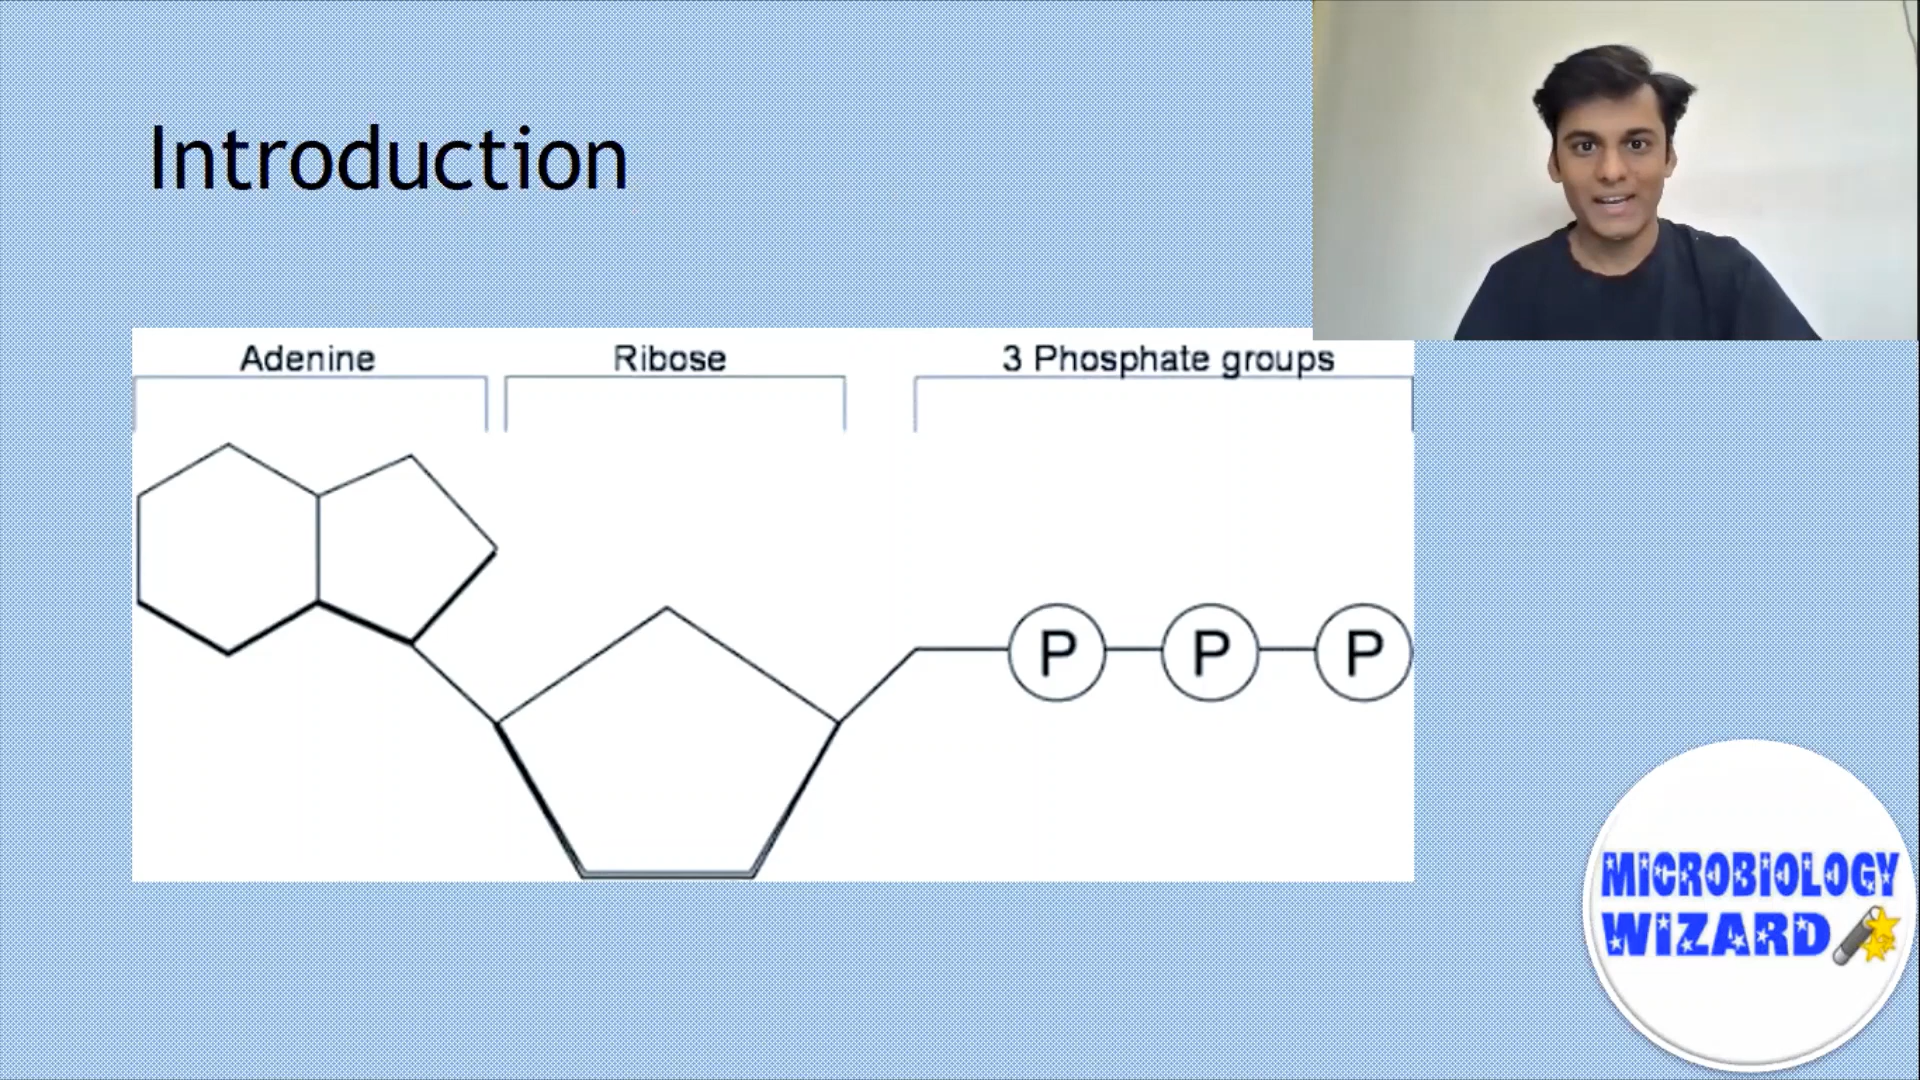 Introduction
Adenine
Ribose
3 Phosphate groups
P
P
P
MICROBIOLOGY
WIZARD